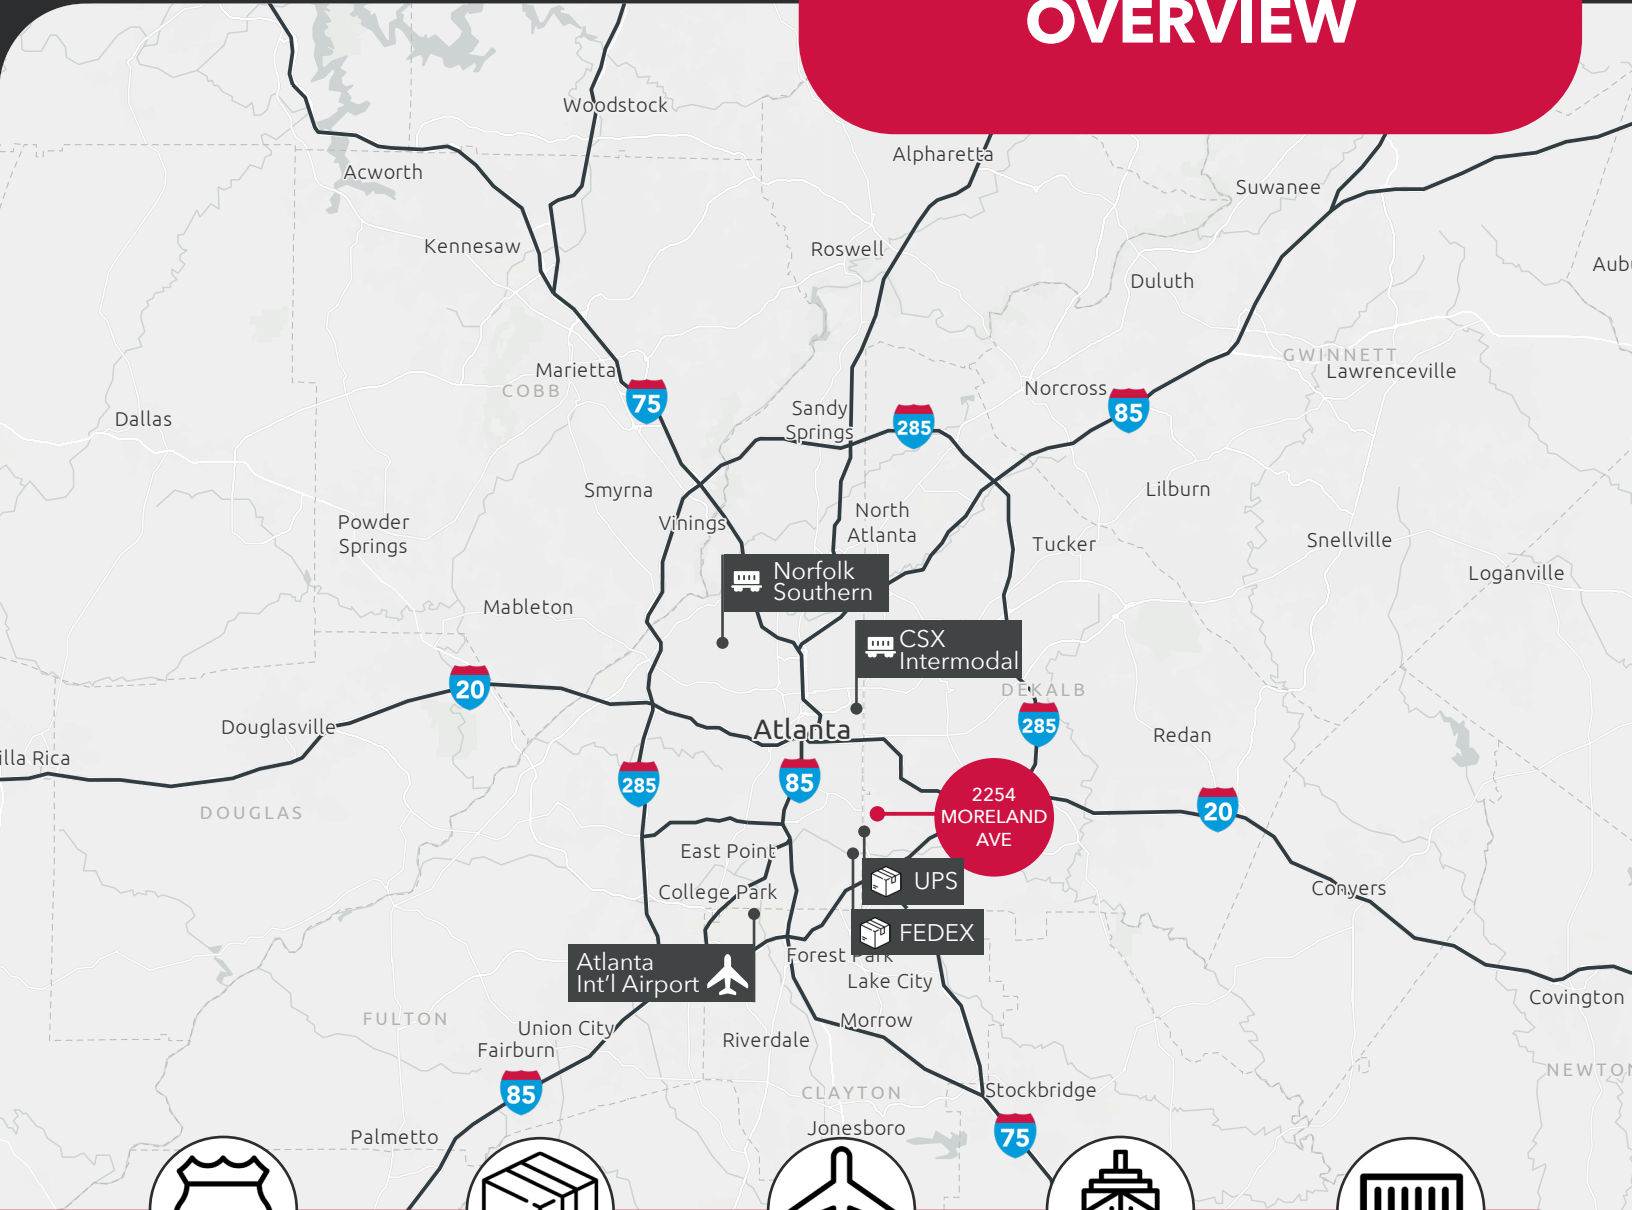 OVERVIEW
Woodstock
Alpharetta
Acworth
Suwanee
Kennesaw
Roswell
Duluth
GWINNETT
Lawrenceville
Marietta
COBB
75
Norcross
85
Dallas
Sandy
Springs
285
Smyrna
Lilburn
Vinings
North
Atlanta
Powder
Springs
Tucker
Snellville
Loganville
Norfolk
Southern
Mableton
CSX
Intermodal
20
DEKALB
285
Douglasville
Atlanta
Redan
illa Rica
285
85
DOUGLAS
2254
MORELAND
AVE
20
East Point
College Park
UPS
Conyers
FEDEX
Forest Park
Atlanta
Int'l Airport
Lake City
Covington
FULTON
Union City
Morrow
Riverdale
Fairburn
85
CLAYTON
Stockbridge
Jonesboro
75
Palmetto